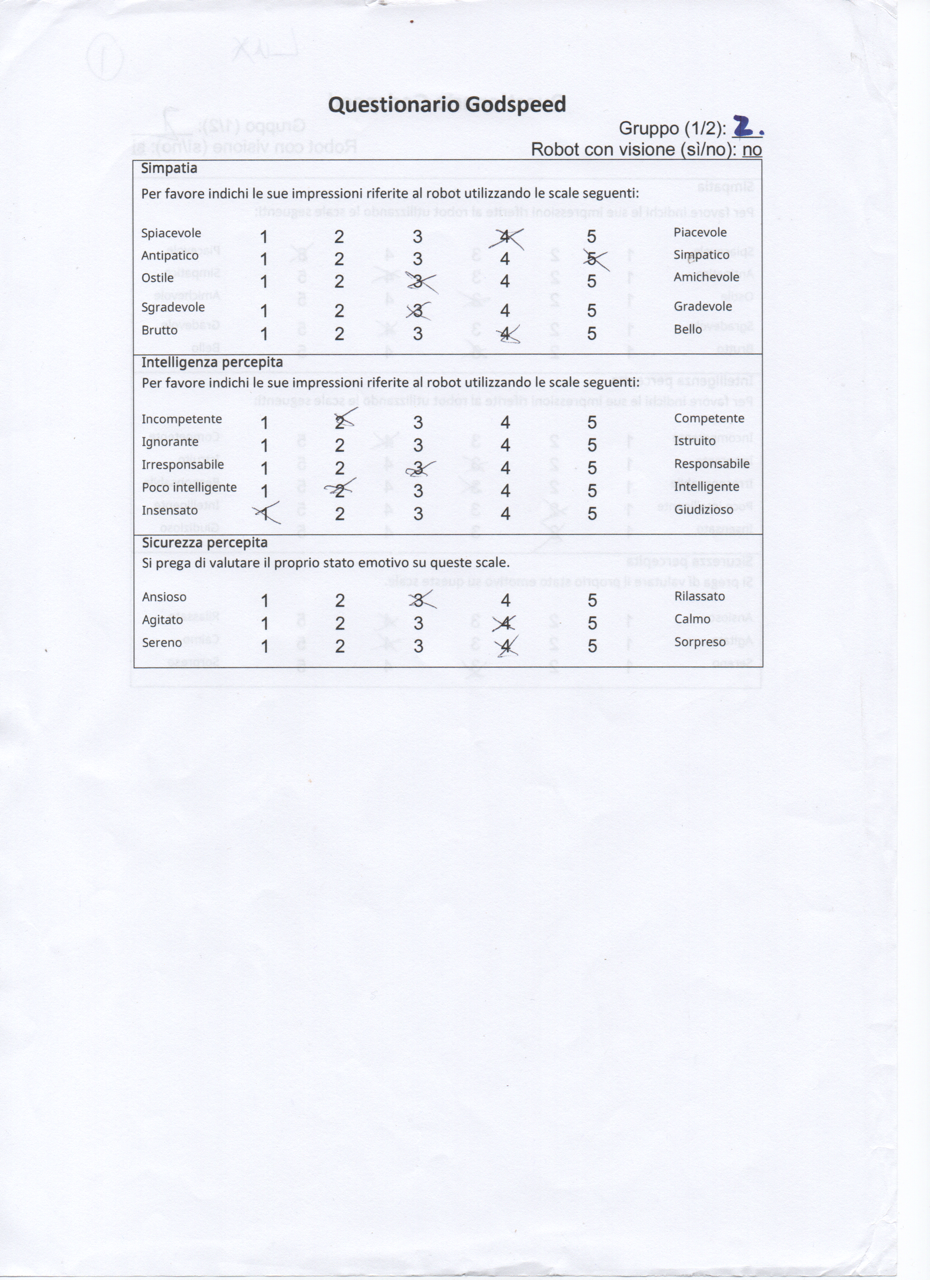 Questionario Godspeed
Gruppo (1/2): 2.
Robot con visione (sì/no): no
Simpatia
Per favore indichi le sue impressioni riferite al robot utilizzando le scale seguenti:
Spiacevole 1 2 3 4 5 Piacevole
Antipatico 1 2 3 4 5 Simpatico
Ostile 1 2 3 4 5 Amichevole
Sgradevole 1 2 3 4 5 Gradevole
Brutto 1 2 3 4 5 Bello
Intelligenza percepita
Per favore indichi le sue impressioni riferite al robot utilizzando le scale seguenti:
Incompetente 1 2 3 4 5 Competente
Ignorante 1 2 3 4 5 Istruito
Irresponsabile 1 2 3 4 5 Responsabile
Poco intelligente 1 2 3 4 5 Intelligente
Insensato 1 2 3 4 5 Giudizioso
Sicurezza percepita
Si prega di valutare il proprio stato emotivo su queste scale.
Ansioso 1 2 3 4 5 Rilassato
Agitato 1 2 3 4 5 Calmo
Sereno 1 2 3 4 5 Sorpreso